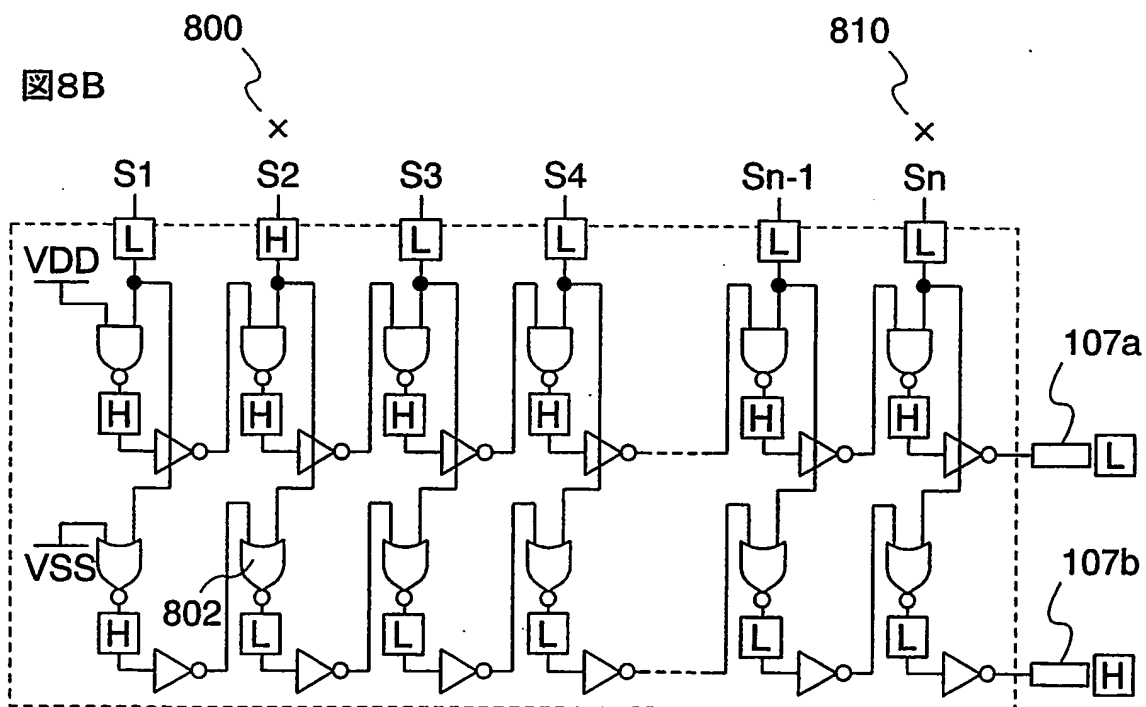 800
810
図8B
×
×
S1 S2 S3 S4 Sn-1 Sn
L H L L L L
VDD
107a
H H H H H H
L
VSS
802
107b
H L L L L L
H